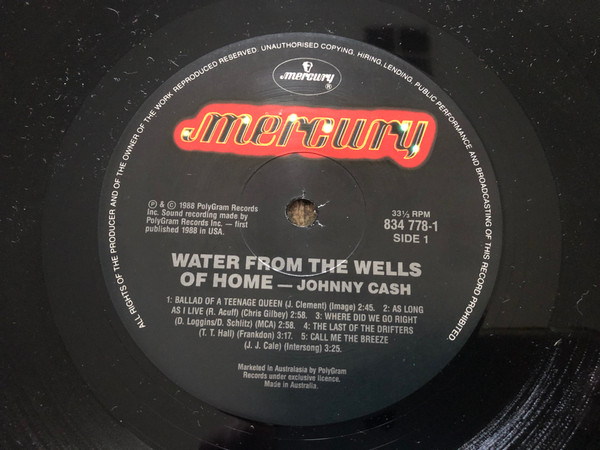 ALL RIGHTS OF THE PRODUCER AND OF THE OWNER OF THE WORK REPRODUCED RESERVED. UNAUTHORISED COPYING, HIRING, LENDING, PUBLIC PERFORMANCE AND BROADCASTING OF THIS RECORD PROHIBITED.
mercury ®
mercury
℗ & © 1988 PolyGram Records
Inc. Sound recording made by
PolyGram Records Inc. — first
published 1988 in USA.
33⅓ RPM
834 778-1
SIDE 1
WATER FROM THE WELLS
OF HOME — JOHNNY CASH
1: BALLAD OF A TEENAGE QUEEN (J. Clement) (Image) 2:45. 2: AS LONG
AS I LIVE (R. Acuff) (Chris Gilbey) 2:58. 3: WHERE DID WE GO RIGHT
(D. Loggins/D. Schlitz) (MCA) 2:58. 4: THE LAST OF THE DRIFTERS
(T. T. Hall) (Frankdon) 3:17. 5: CALL ME THE BREEZE
(J. J. Cale) (Intersong) 3:25.
Marketed in Australasia by PolyGram
Records under exclusive licence.
Made in Australia.